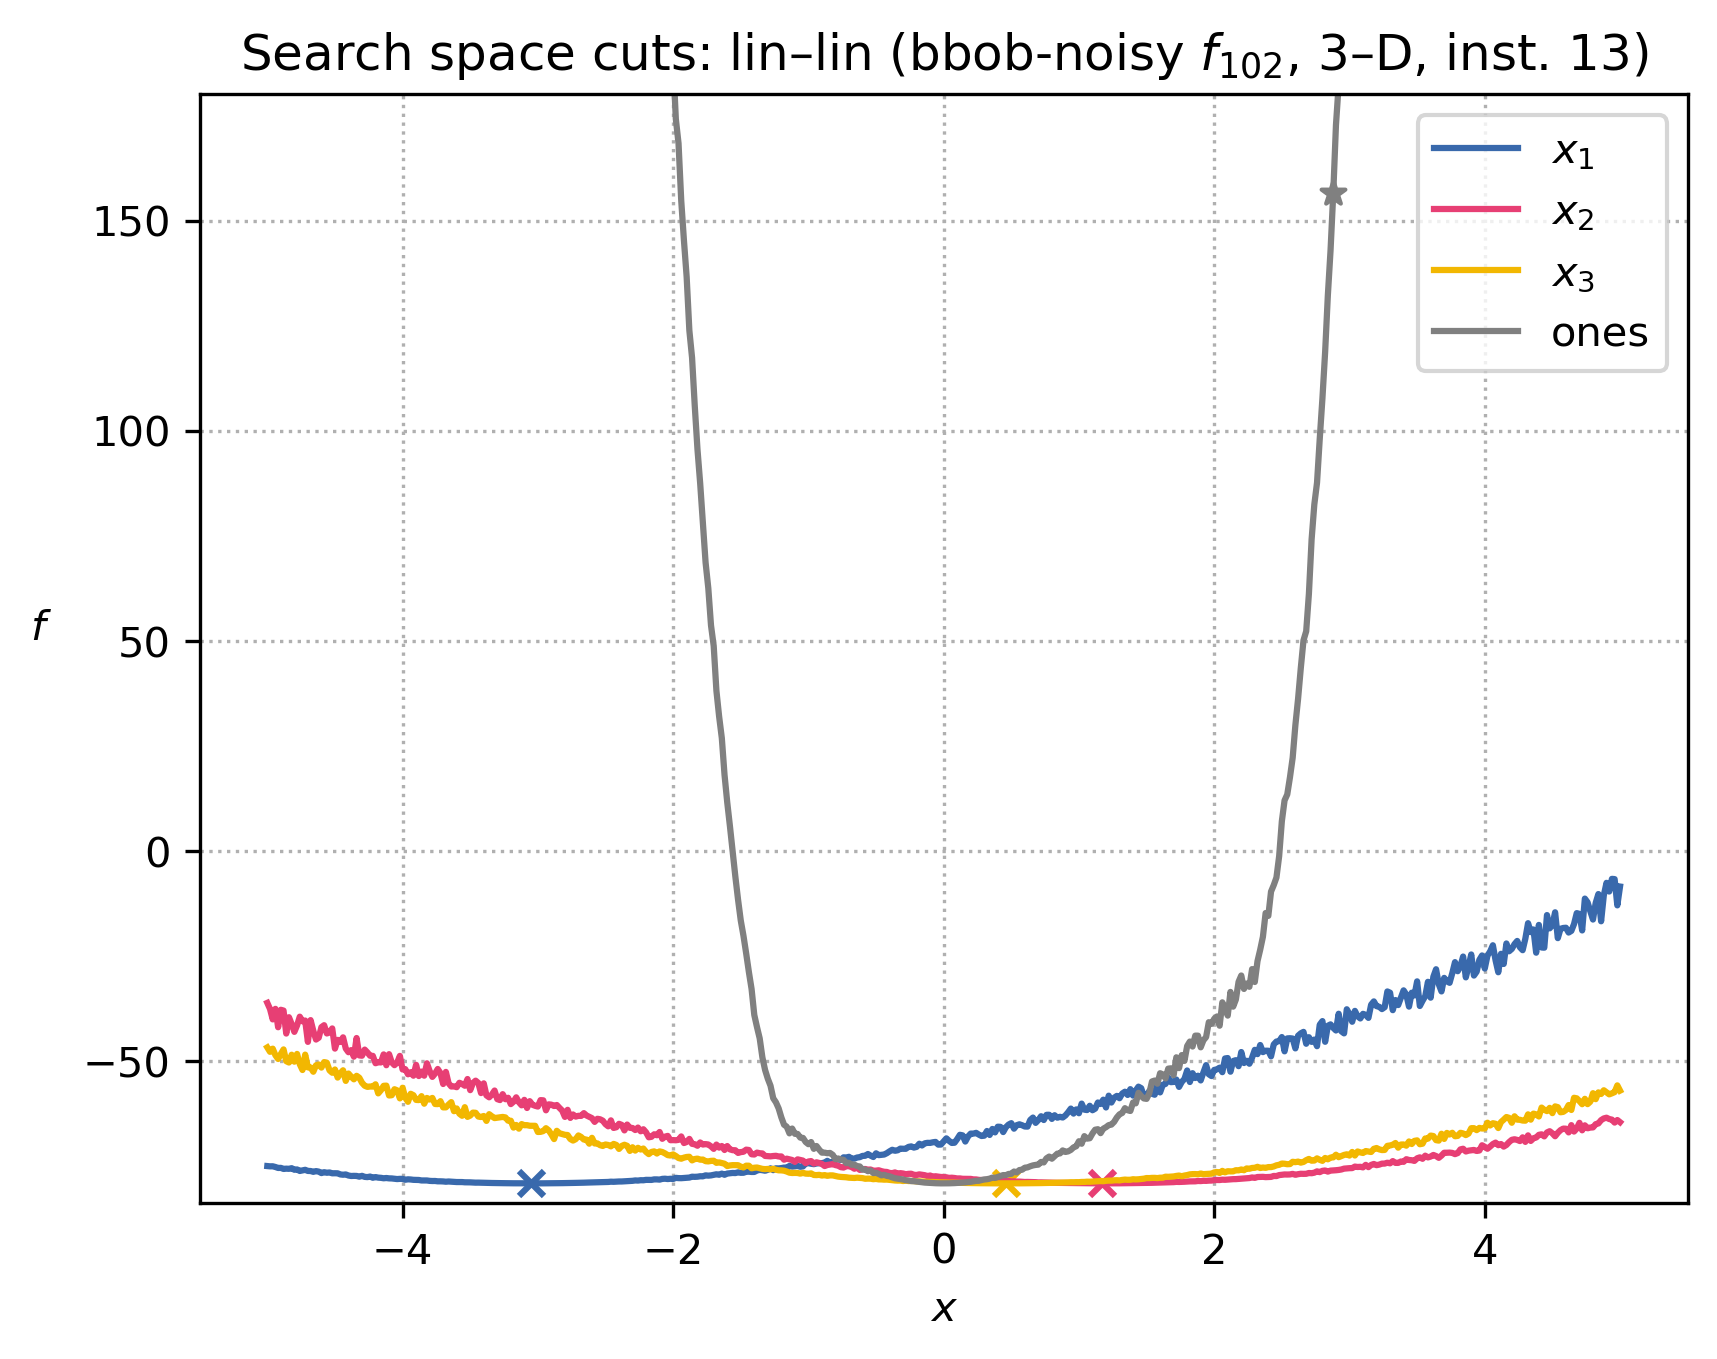 Search space cuts: lin–lin (bbob-noisy f₁₀₂, 3–D, inst. 13)
x₁
x₂
x₃
ones
150
100
50
0
−50
f
−4
−2
0
2
4
x